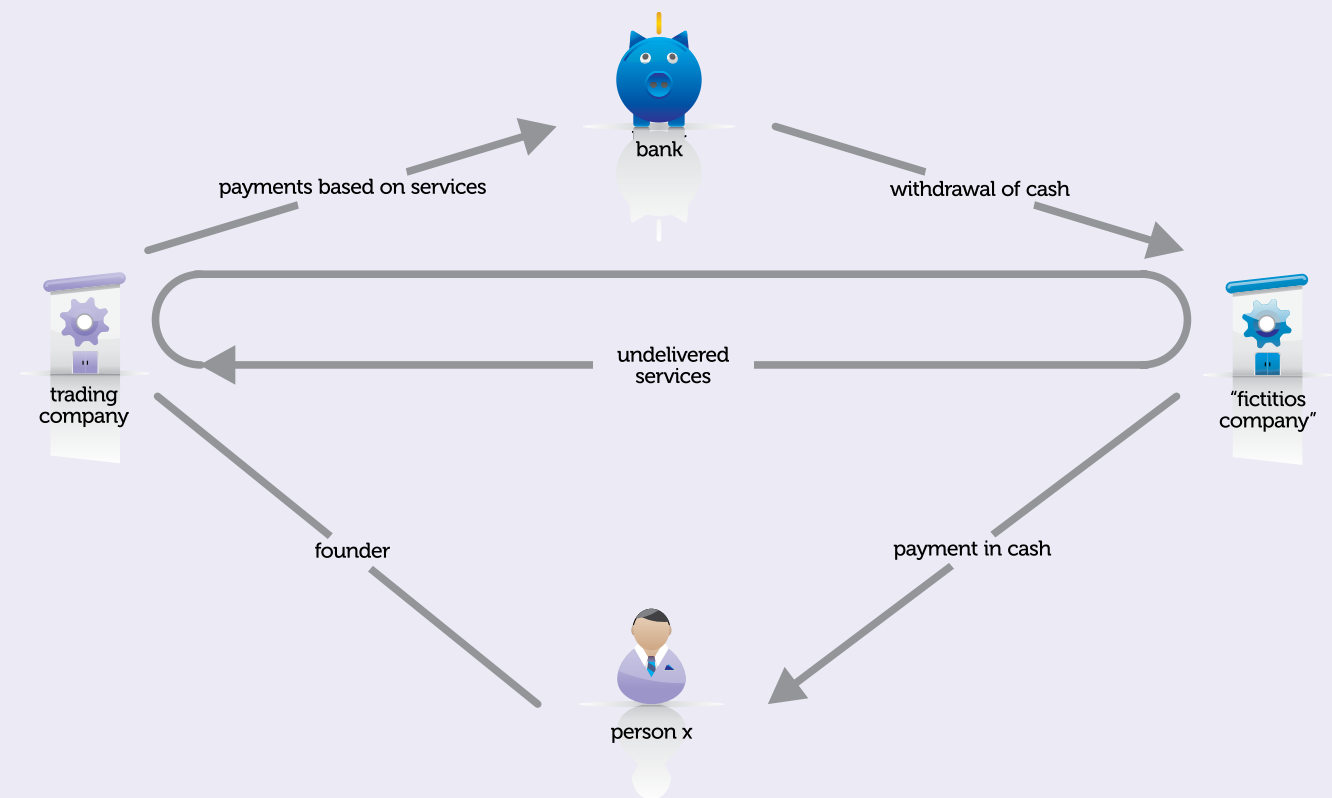 bank
payments based on services
withdrawal of cash
undelivered
services
trading
company
“fictitios
company”
founder
payment in cash
person x